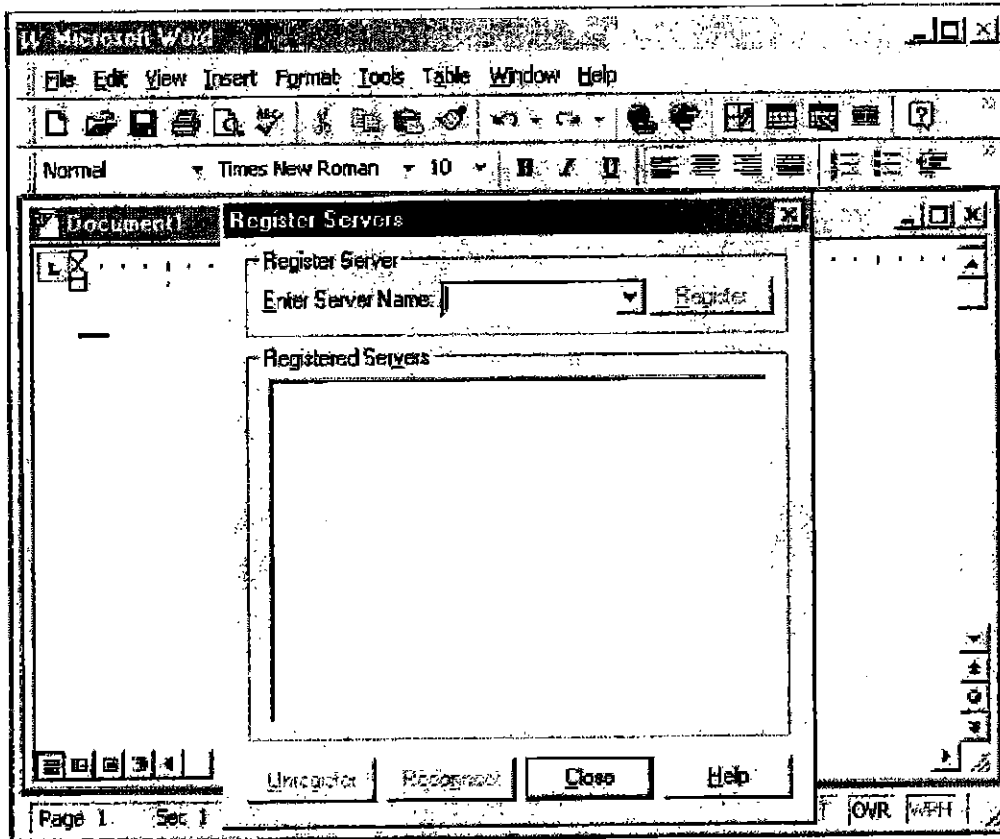 Microsoft Word
File Edit View Insert Format Tools Table Window Help
Normal Times New Roman 10 B I U
Document1
Register Servers
Register Server
Enter Server Name: Register
Registered Servers
Unregister Reconnect Close Help
Page 1 Sec 1 OVR WPH